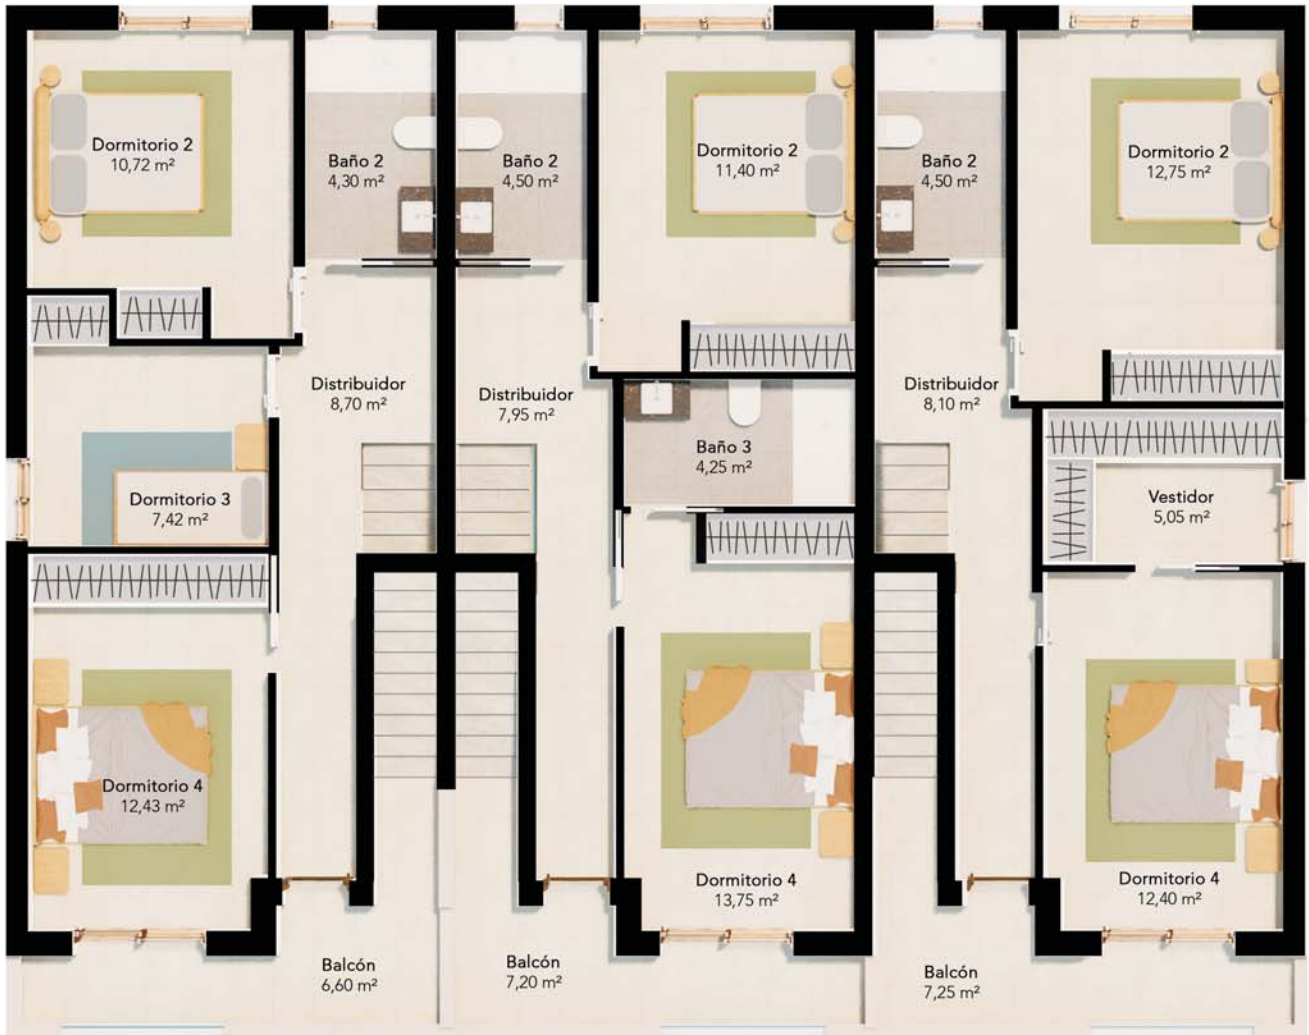 Dormitorio 2
10,72 m²
Baño 2
4,30 m²
Baño 2
4,50 m²
Dormitorio 2
11,40 m²
Baño 2
4,50 m²
Dormitorio 2
12,75 m²
Distribuidor
8,70 m²
Distribuidor
7,95 m²
Distribuidor
8,10 m²
Baño 3
4,25 m²
Dormitorio 3
7,42 m²
Vestidor
5,05 m²
Dormitorio 4
12,43 m²
Dormitorio 4
13,75 m²
Dormitorio 4
12,40 m²
Balcón
6,60 m²
Balcón
7,20 m²
Balcón
7,25 m²